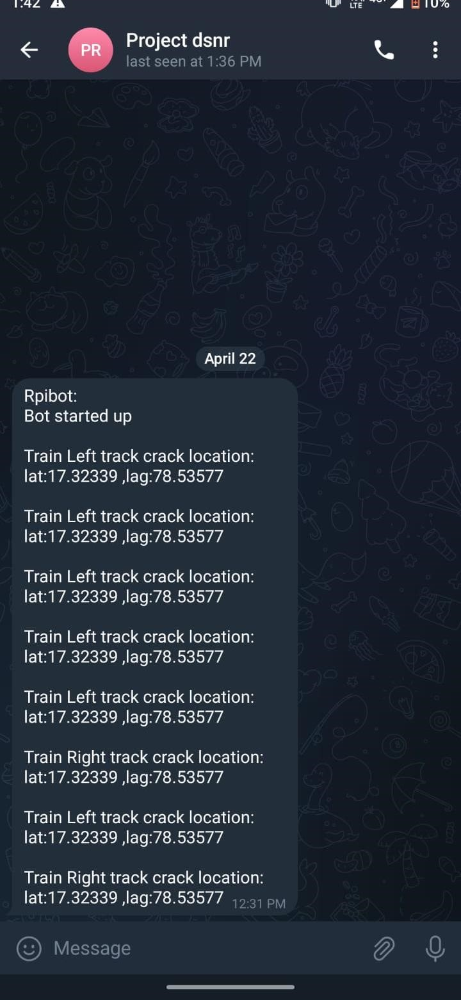 1:42
LTE
10%
PR
Project dsnr
last seen at 1:36 PM
April 22
Rpibot:
Bot started up
Train Left track crack location:
lat:17.32339 ,lag:78.53577
Train Left track crack location:
lat:17.32339 ,lag:78.53577
Train Left track crack location:
lat:17.32339 ,lag:78.53577
Train Left track crack location:
lat:17.32339 ,lag:78.53577
Train Left track crack location:
lat:17.32339 ,lag:78.53577
Train Right track crack location:
lat:17.32339 ,lag:78.53577
Train Left track crack location:
lat:17.32339 ,lag:78.53577
Train Right track crack location:
lat:17.32339 ,lag:78.53577
12:31 PM
Message